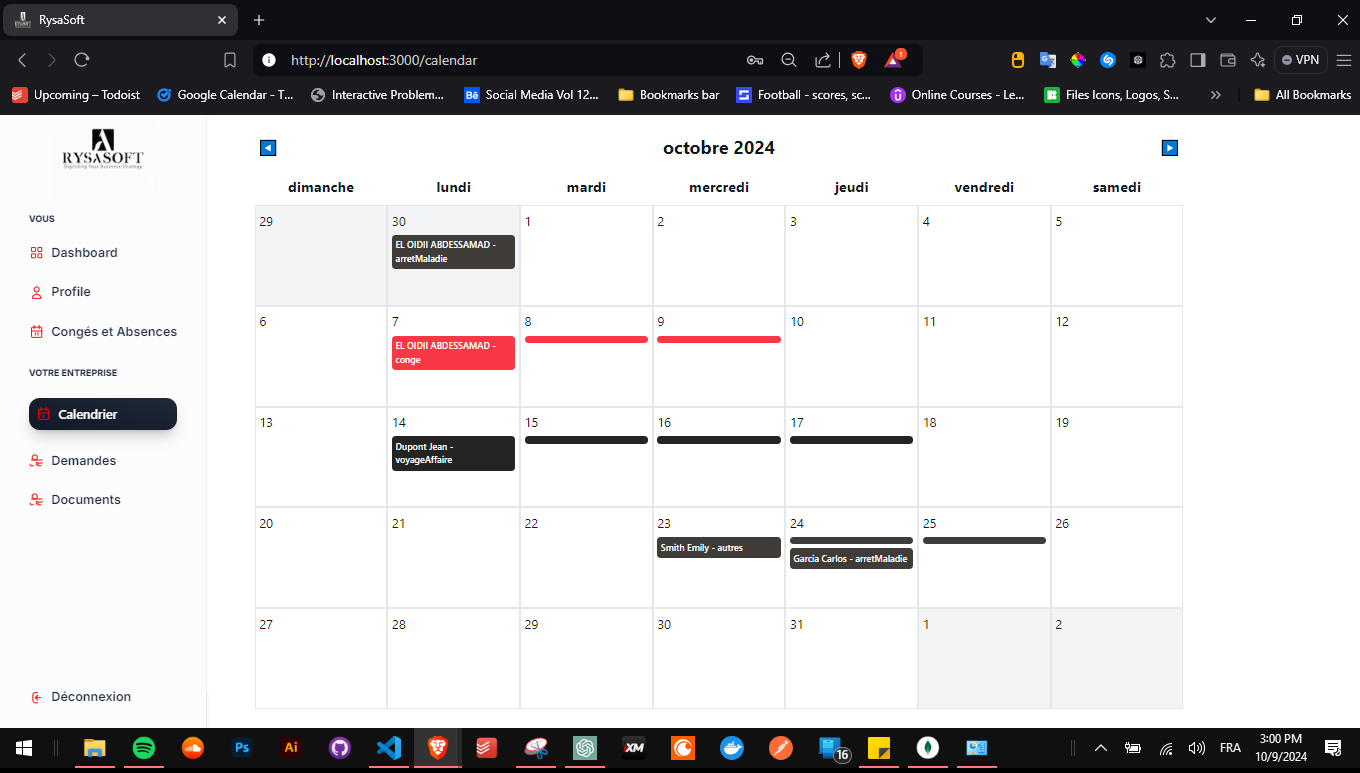 RysaSoft
http://localhost:3000/calendar
1
VPN
Upcoming – Todoist
Google Calendar - T...
Interactive Problem...
Bē
Social Media Vol 12...
Bookmarks bar
Football - scores, sc...
Online Courses - Le...
Files Icons, Logos, S...
»
All Bookmarks
RYSASOFT
Digitizing Your Business Strategy
VOUS
Dashboard
Profile
Congés et Absences
VOTRE ENTREPRISE
Calendrier
Demandes
Documents
Déconnexion
octobre 2024
dimanche lundi mardi mercredi jeudi vendredi samedi
29 30 1 2 3 4 5
EL OIDII ABDESSAMAD -
arretMaladie
6 7 8 9 10 11 12
EL OIDII ABDESSAMAD -
conge
13 14 15 16 17 18 19
Dupont Jean -
voyageAffaire
20 21 22 23 24 25 26
Smith Emily - autres
Garcia Carlos - arretMaladie
27 28 29 30 31 1 2
Ps
Ai
XM
16
FRA
3:00 PM
10/9/2024